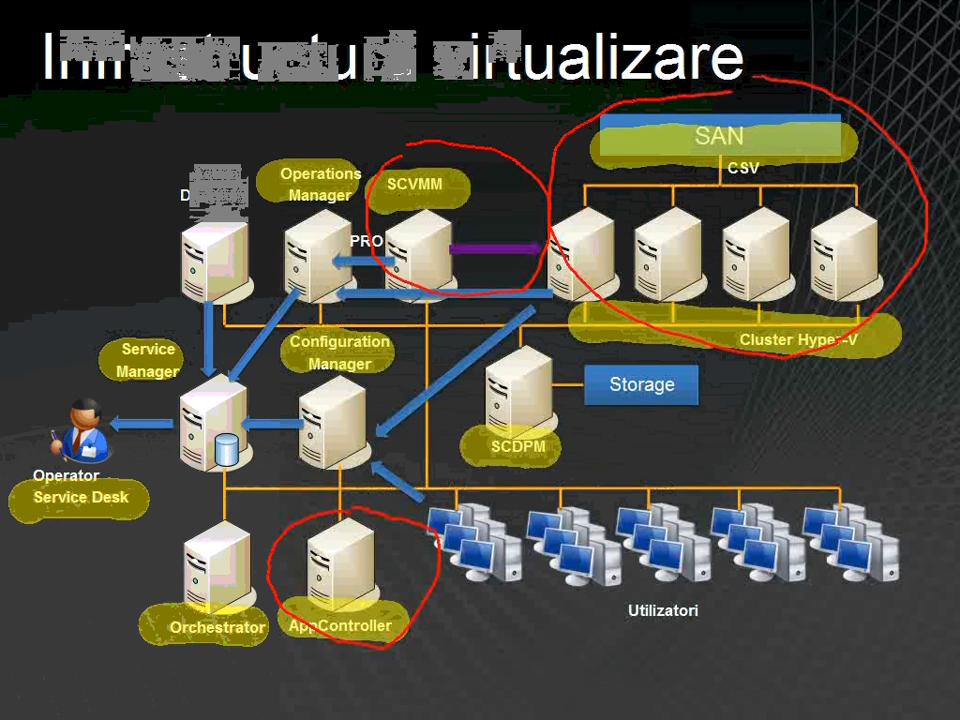 virtualizare
SAN
CSV
Operations
Manager
SCVMM
PRO
Cluster Hyper-V
Service
Manager
Configuration
Manager
Storage
SCDPM
Operator
Service Desk
Orchestrator
AppController
Utilizatori